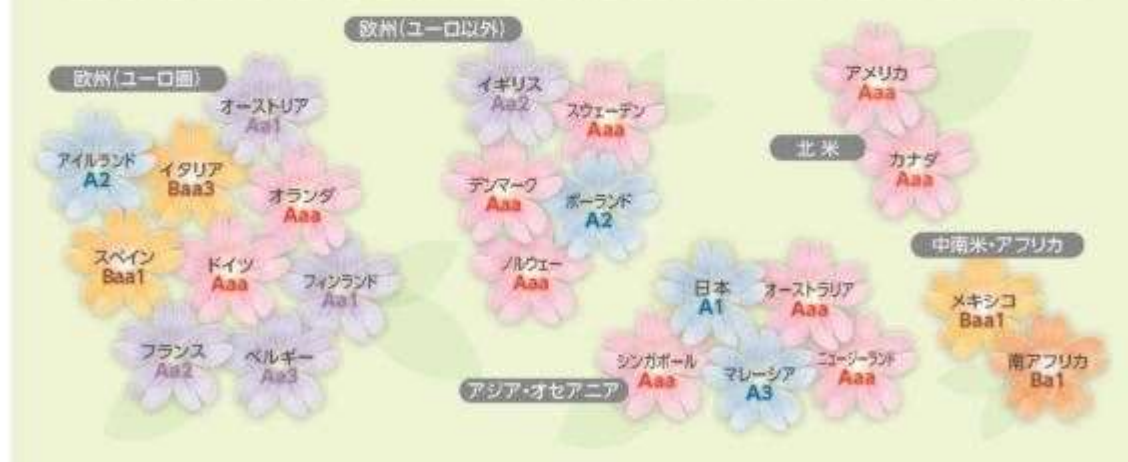 欧州(ユーロ圏)
オーストリア
Aa1
アイルランド
A2
イタリア
Baa3
オランダ
Aaa
スペイン
Baa1
ドイツ
Aaa
フィンランド
Aa1
フランス
Aa2
ベルギー
Aa3
欧州(ユーロ以外)
イギリス
Aa2
スウェーデン
Aaa
デンマーク
Aaa
ポーランド
A2
ノルウェー
Aaa
北米
アメリカ
Aaa
カナダ
Aaa
アジア・オセアニア
日本
A1
オーストラリア
Aaa
シンガポール
Aaa
マレーシア
A3
ニュージーランド
Aaa
中南米・アフリカ
メキシコ
Baa1
南アフリカ
Ba1